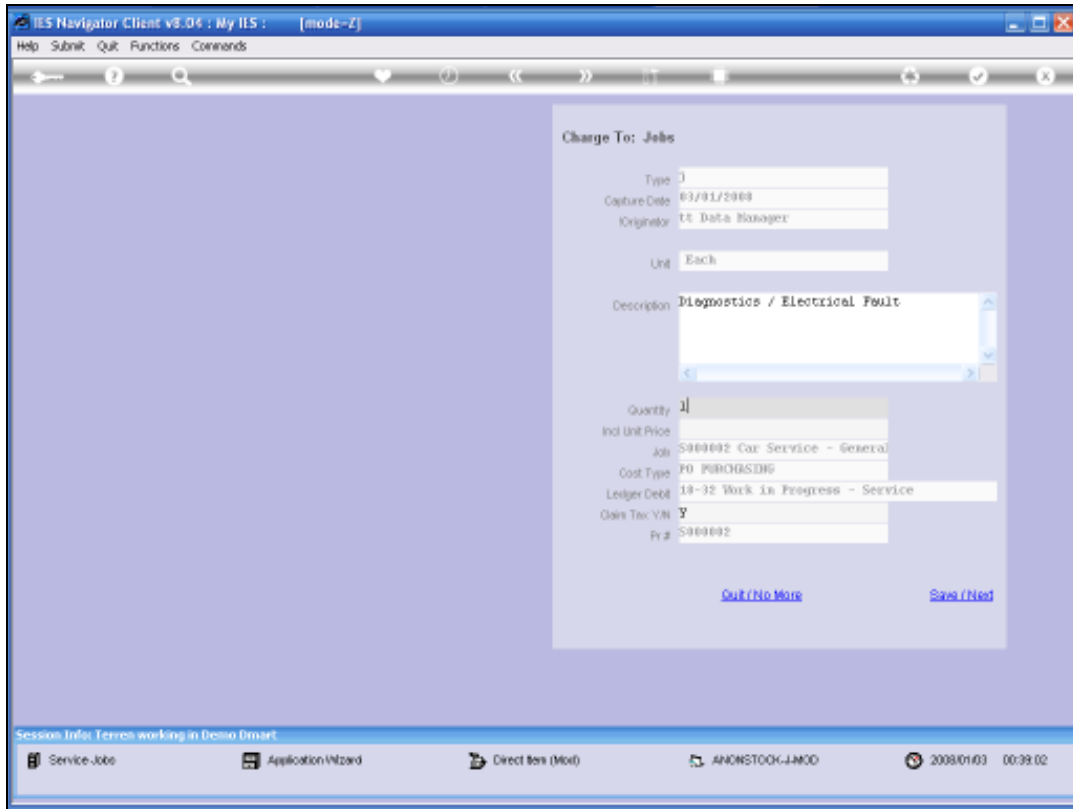 IES Navigator Client v8.04 : My IES : [mode=Z]
Help Submit Quit Functions Commands
Charge To: Jobs
Type J
Capture Date 03/01/2008
!Originator tt Data Manager
Unit Each
Description Diagnostics / Electrical Fault
Quantity 1
Incl Unit Price
Job S000002 Car Service - General
Cost Type PO PURCHASING
Ledger Debit 18-32 Work in Progress - Service
Claim Tax Y/N Y
Pr # S000002
Quit / No More Save / Next
Session Info: Terren working in Demo Dmart
Service Jobs Application Wizard Direct Item (Mod) ANONSTOCK-J-MOD 2008/01/03 00:39:02